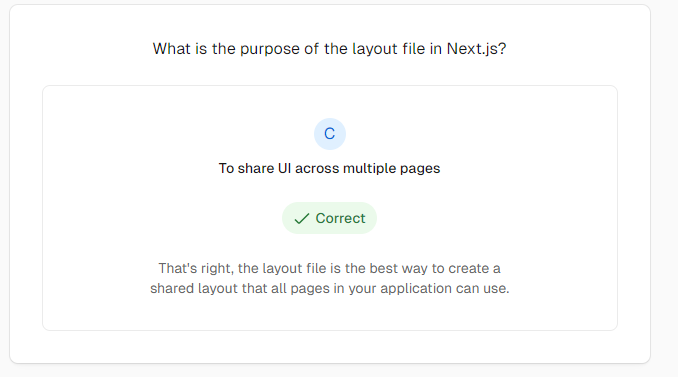 What is the purpose of the layout file in Next.js?
C
To share UI across multiple pages
Correct
That's right, the layout file is the best way to create a
shared layout that all pages in your application can use.